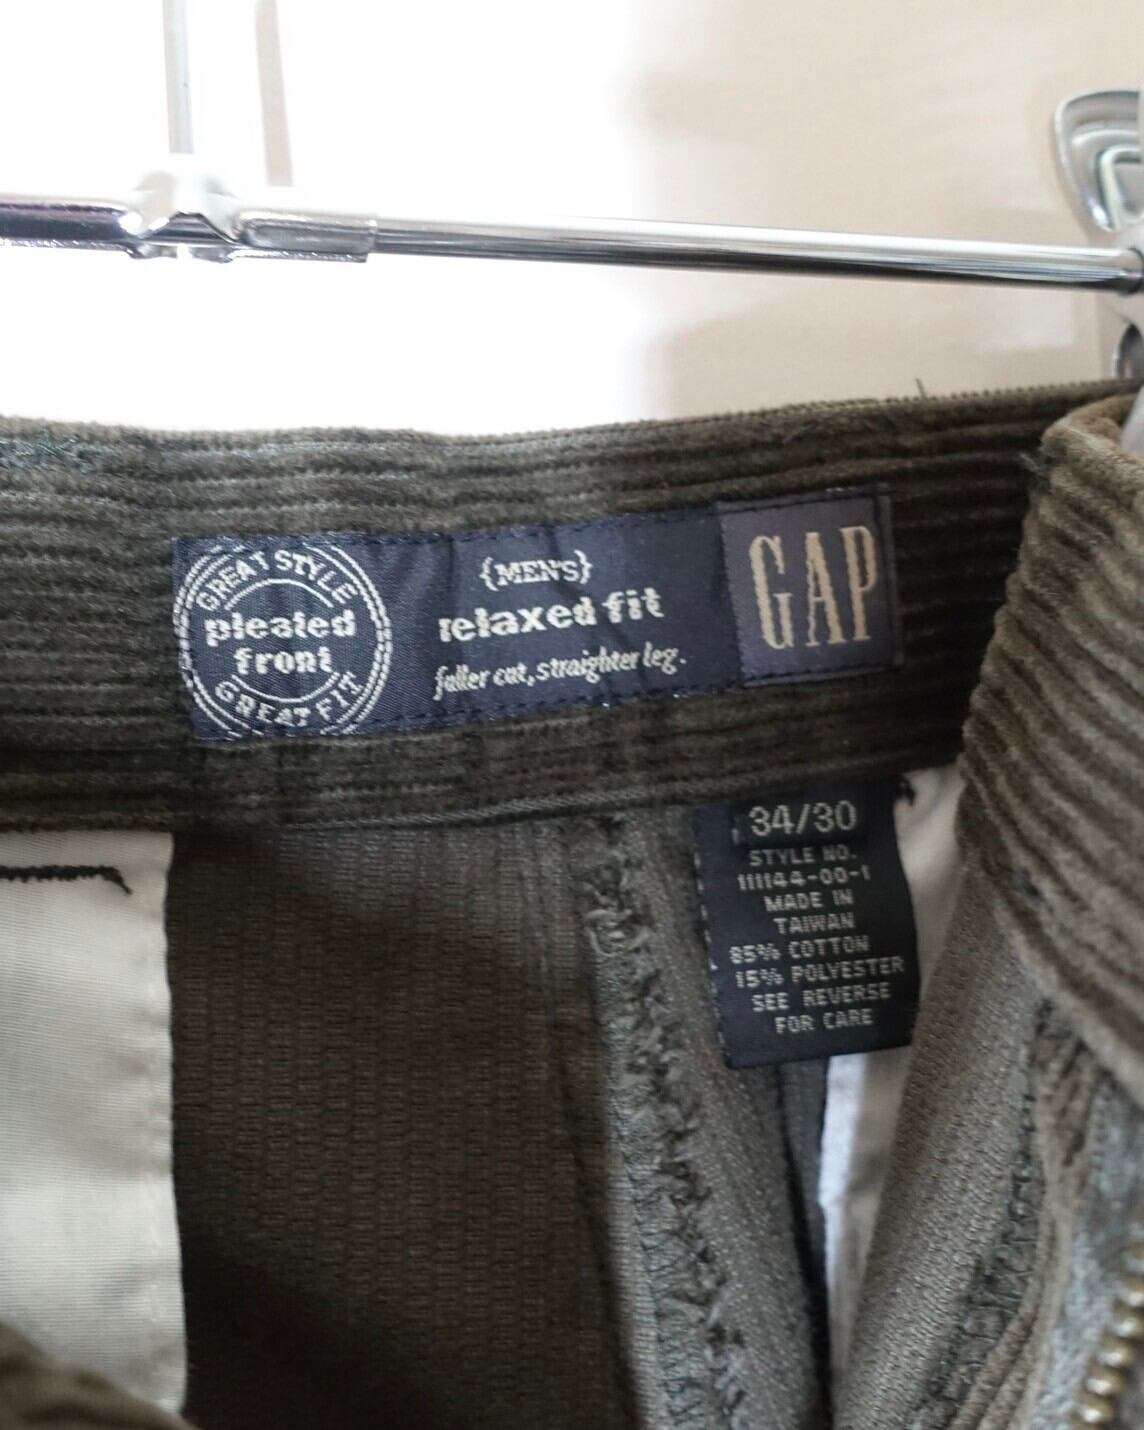 GREAT STYLE
pleated
front
GREAT FIT
{MEN'S}
relaxed fit
fuller cut, straighter leg.
GAP
34/30
STYLE NO.
111144-00-1
MADE IN
TAIWAN
85% COTTON
15% POLYESTER
SEE REVERSE
FOR CARE